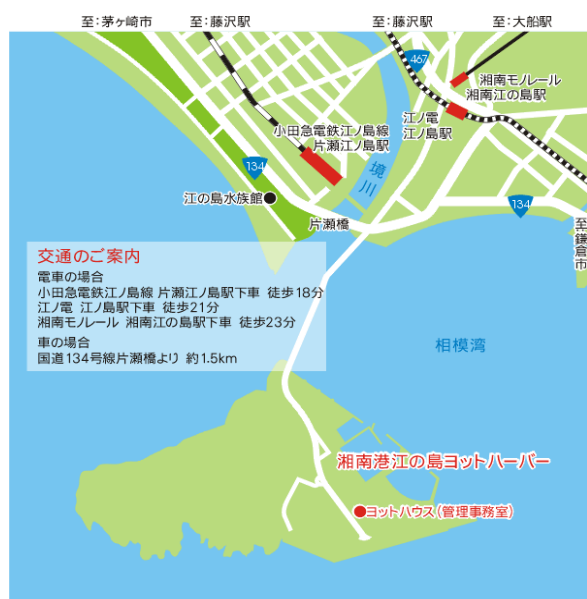 至：茅ヶ崎市
至：藤沢駅
至：藤沢駅
至：大船駅
467
湘南モノレール
湘南江の島駅
江ノ電
江ノ島駅
小田急電鉄江ノ島線
片瀬江ノ島駅
境川
134
134
江の島水族館
片瀬橋
至：鎌倉市
交通のご案内
電車の場合
小田急電鉄江ノ島線 片瀬江ノ島駅下車 徒歩18分
江ノ電 江ノ島駅下車 徒歩21分
湘南モノレール 湘南江の島駅下車 徒歩23分
車の場合
国道134号線片瀬橋より 約1.5km
相模湾
湘南港江の島ヨットハーバー
ヨットハウス（管理事務室）